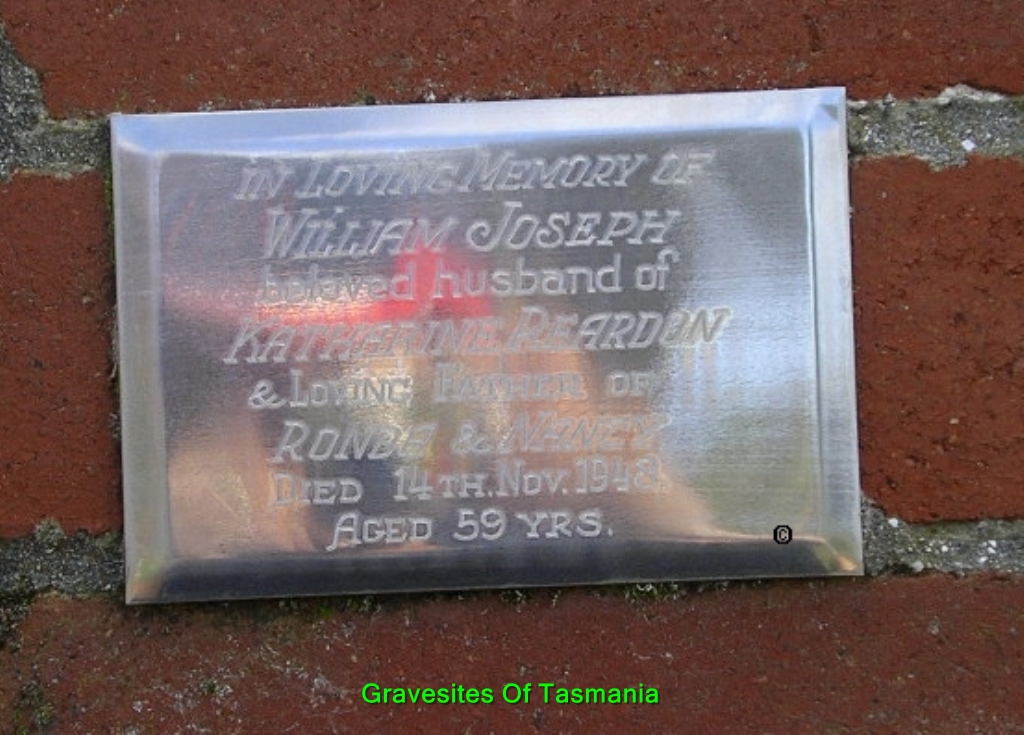 IN LOVING MEMORY OF
WILLIAM JOSEPH
beloved husband of
KATHARINE REARDON
& LOVING FATHER OF
RONDA & NANCY
DIED 14TH. NOV. 1948.
AGED 59 YRS.
©
Gravesites Of Tasmania